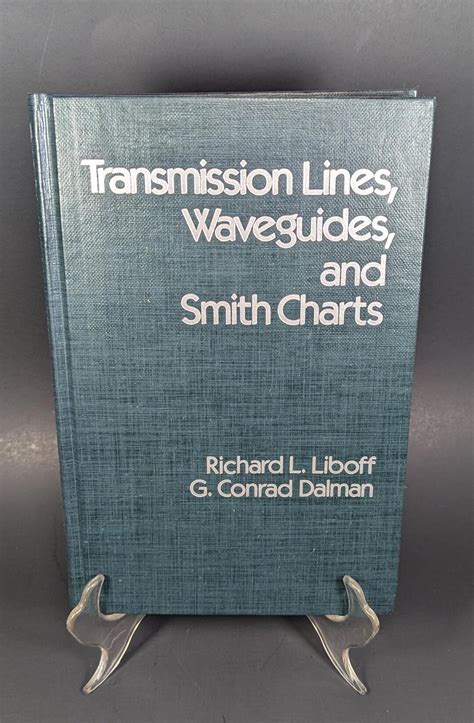 Transmission Lines,
Waveguides,
and
Smith Charts
Richard L. Liboff
G. Conrad Dalman